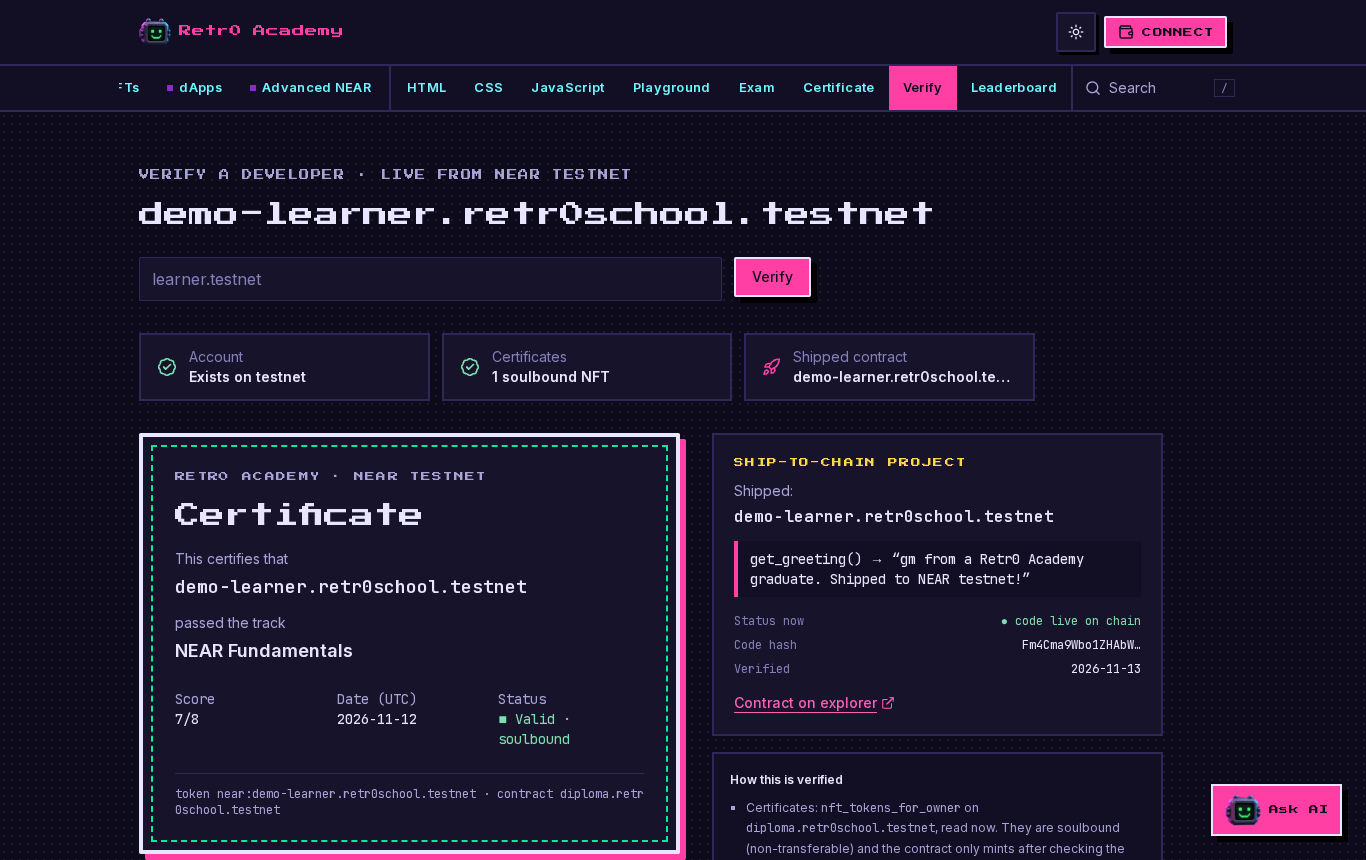 Retr0 Academy
CONNECT
FTs
dApps
Advanced NEAR
HTML
CSS
JavaScript
Playground
Exam
Certificate
Verify
Leaderboard
Search
/
VERIFY A DEVELOPER · LIVE FROM NEAR TESTNET
demo-learner.retr0school.testnet
learner.testnet
Verify
Account
Exists on testnet
Certificates
1 soulbound NFT
Shipped contract
demo-learner.retr0school.te…
RETR0 ACADEMY · NEAR TESTNET
Certificate
This certifies that
demo-learner.retr0school.testnet
passed the track
NEAR Fundamentals
Score
7/8
Date (UTC)
2026-11-12
Status
■ Valid ·
soulbound
token near:demo-learner.retr0school.testnet · contract diploma.retr
0school.testnet
SHIP-TO-CHAIN PROJECT
Shipped:
demo-learner.retr0school.testnet
get_greeting() → “gm from a Retr0 Academy
graduate. Shipped to NEAR testnet!”
Status now
● code live on chain
Code hash
Fm4Cma9Wbo1ZHAbW…
Verified
2026-11-13
Contract on explorer
How this is verified
Certificates: nft_tokens_for_owner on
diploma.retr0school.testnet, read now. They are soulbound
(non-transferable) and the contract only mints after checking the
Ask AI